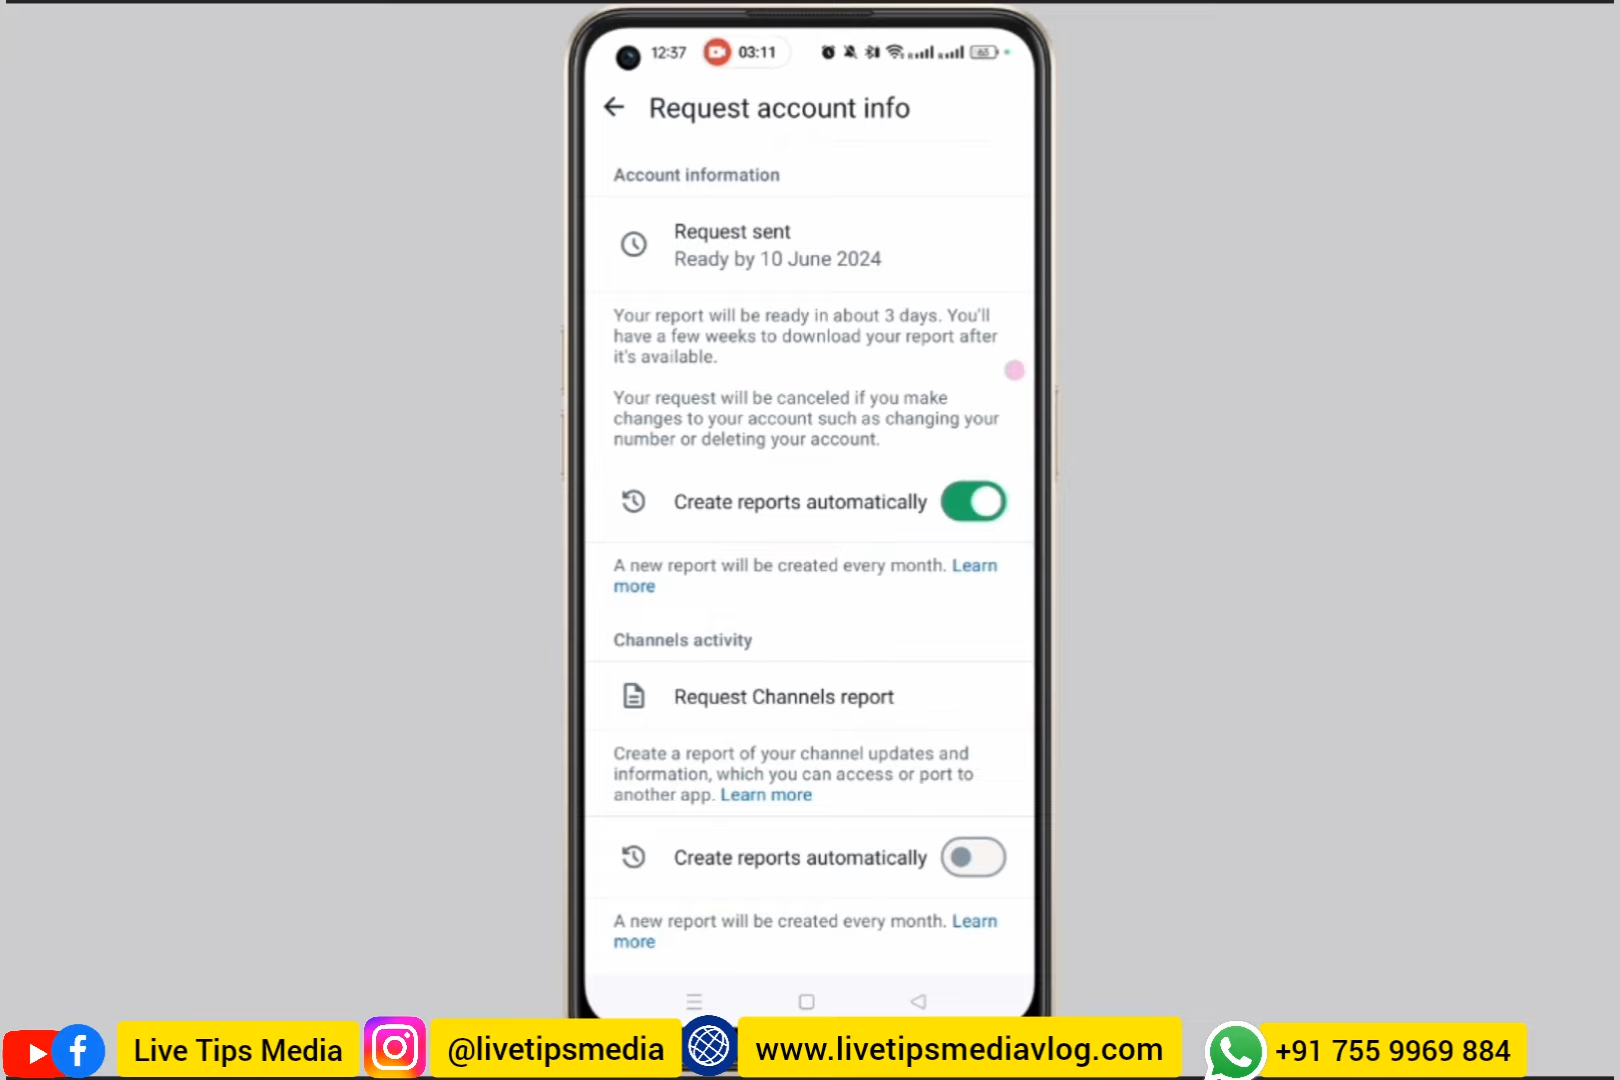 12:37 03:11 63
Request account info
Account information
Request sent
Ready by 10 June 2024
Your report will be ready in about 3 days. You'll
have a few weeks to download your report after
it's available.
Your request will be canceled if you make
changes to your account such as changing your
number or deleting your account.
Create reports automatically
A new report will be created every month. Learn
more
Channels activity
Request Channels report
Create a report of your channel updates and
information, which you can access or port to
another app. Learn more
Create reports automatically
A new report will be created every month. Learn
more
Live Tips Media @livetipsmedia www.livetipsmediavlog.com +91 755 9969 884